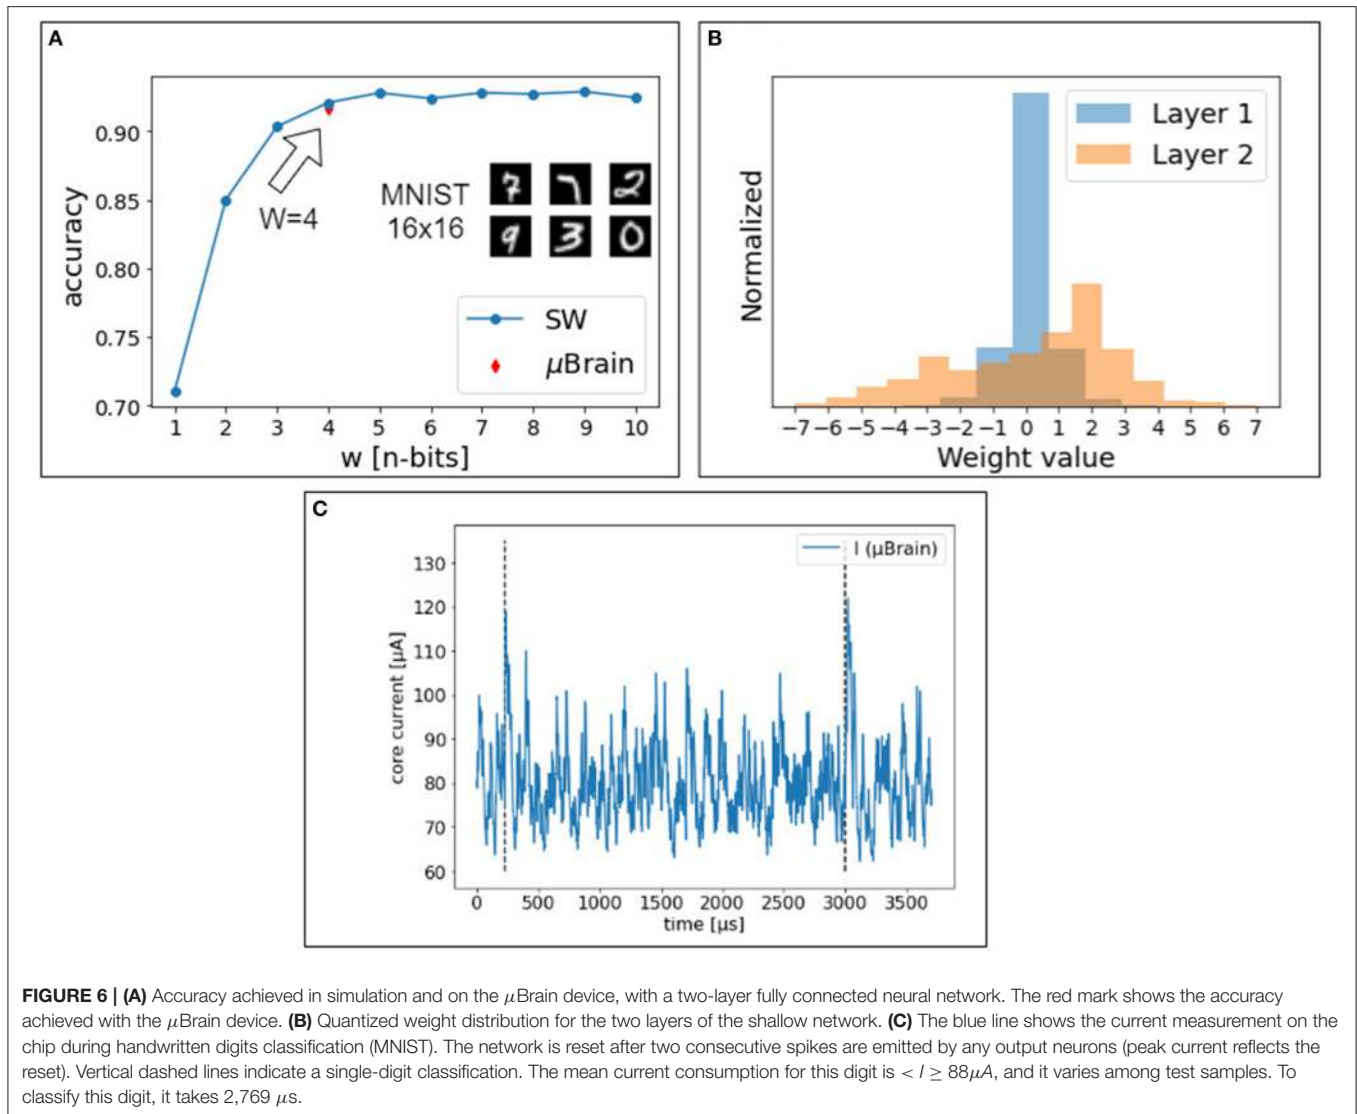 A
0.90
0.85
0.80
0.75
0.70
accuracy
W=4
MNIST
16x16
7 7 2
9 3 0
SW
μBrain
1 2 3 4 5 6 7 8 9 10
w [n-bits]
B
Normalized
Layer 1
Layer 2
−7 −6 −5 −4 −3 −2 −1 0 1 2 3 4 5 6 7
Weight value
C
I (μBrain)
130
120
110
100
90
80
70
60
core current [μA]
0 500 1000 1500 2000 2500 3000 3500
time [μs]
FIGURE 6 | (A) Accuracy achieved in simulation and on the μBrain device, with a two-layer fully connected neural network. The red mark shows the accuracy
achieved with the μBrain device. (B) Quantized weight distribution for the two layers of the shallow network. (C) The blue line shows the current measurement on the
chip during handwritten digits classification (MNIST). The network is reset after two consecutive spikes are emitted by any output neurons (peak current reflects the
reset). Vertical dashed lines indicate a single-digit classification. The mean current consumption for this digit is < I ≥ 88μA, and it varies among test samples. To
classify this digit, it takes 2,769 μs.